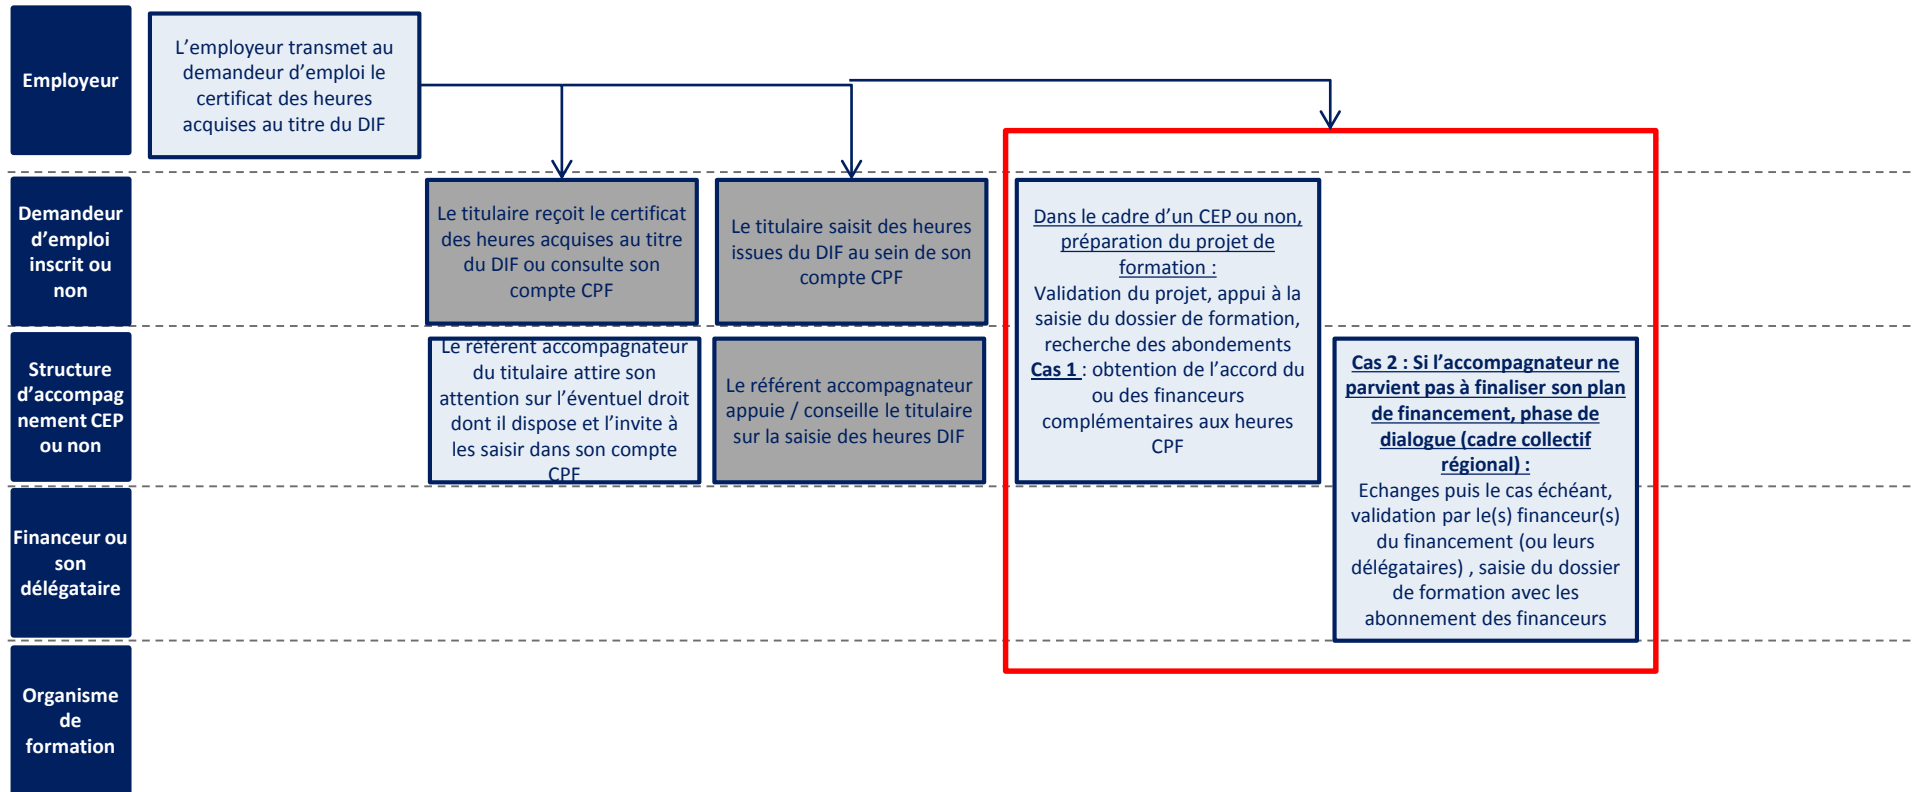 Employeur
L'employeur transmet au
demandeur d'emploi le
certificat des heures
acquises au titre du DIF
Demandeur
d'emploi
inscrit ou
non
Le titulaire reçoit le certificat
des heures acquises au titre
du DIF ou consulte son
compte CPF
Le titulaire saisit des heures
issues du DIF au sein de son
compte CPF
Dans le cadre d'un CEP ou non,
préparation du projet de
formation :
Validation du projet, appui à la
saisie du dossier de formation,
recherche des abondements
Cas 1 : obtention de l'accord du
ou des financeurs
complémentaires aux heures
CPF
Structure
d'accompag
nement CEP
ou non
Le référent accompagnateur
du titulaire attire son
attention sur l'éventuel droit
dont il dispose et l'invite à
les saisir dans son compte
CPF
Le référent accompagnateur
appuie / conseille le titulaire
sur la saisie des heures DIF
Cas 2 : Si l'accompagnateur ne
parvient pas à finaliser son plan
de financement, phase de
dialogue (cadre collectif
régional) :
Echanges puis le cas échéant,
validation par le(s) financeur(s)
du financement (ou leurs
délégataires) , saisie du dossier
de formation avec les
abonnement des financeurs
Financeur ou
son
délégataire
Organisme
de
formation